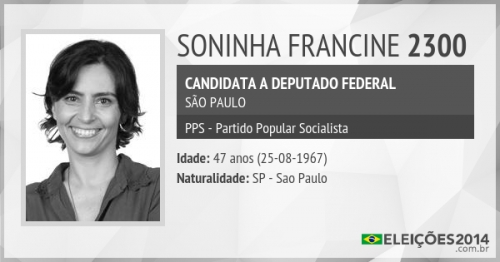 SONINHA FRANCINE 2300
CANDIDATA A DEPUTADO FEDERAL
SÃO PAULO
PPS - Partido Popular Socialista
Idade: 47 anos (25-08-1967)
Naturalidade: SP - Sao Paulo
ELEIÇÕES2014
.com.br